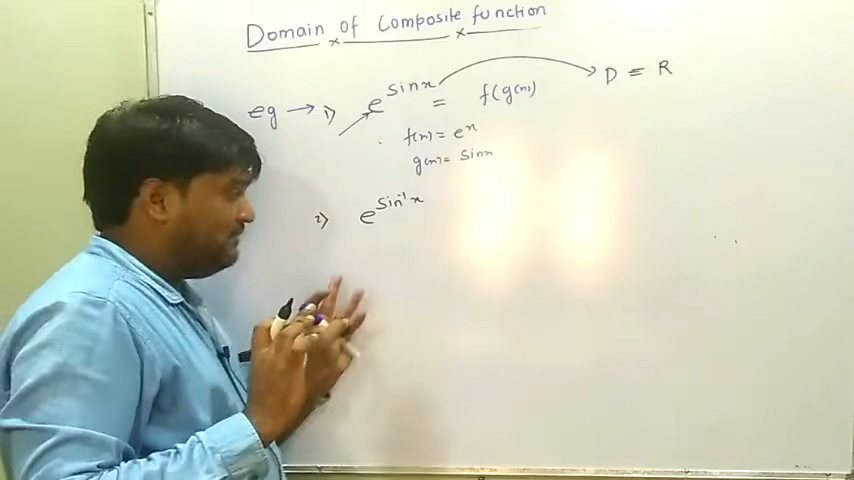 Domain of Composite function
eg → 1) e^sinx = f(g(x)) D ≡ R
f(x) = e^x
g(x) = sinx
2) e^sin⁻¹x